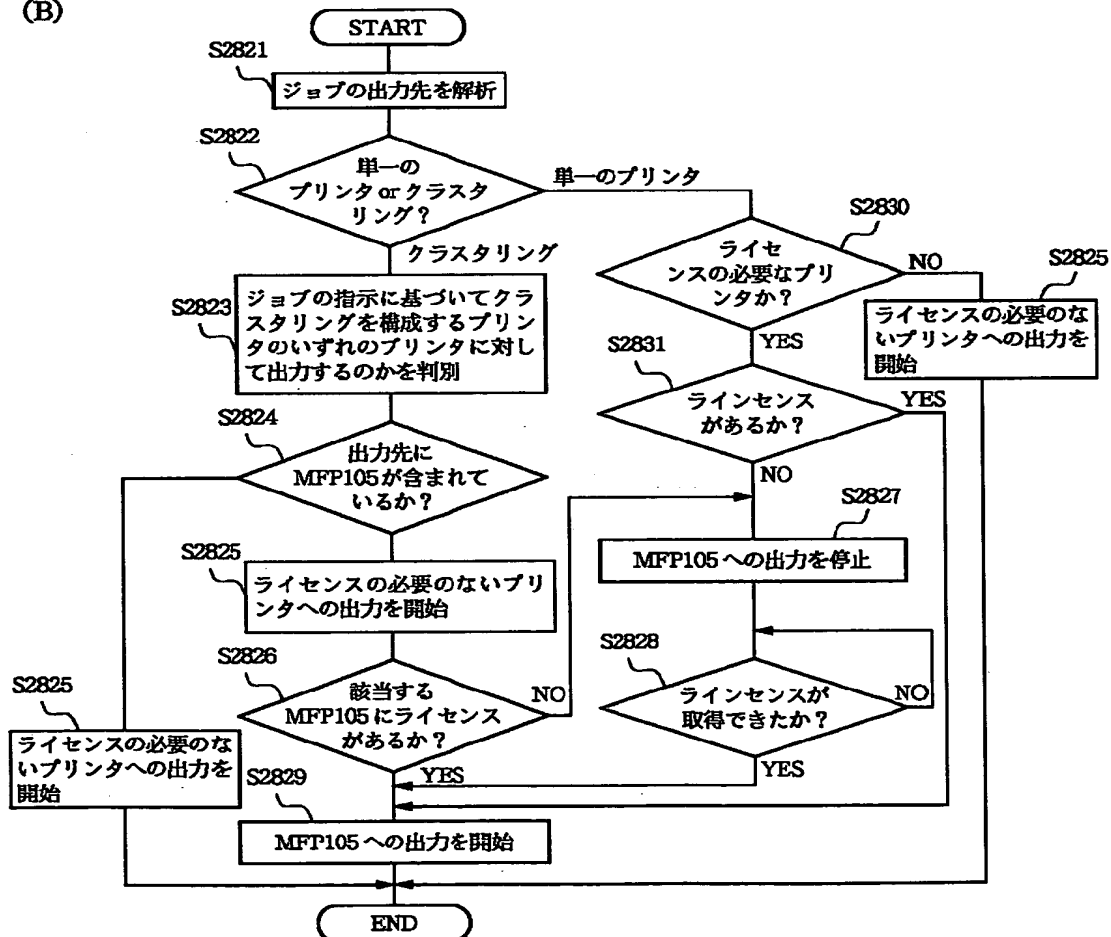 (B)
START
S2821
ジョブの出力先を解析
S2822
単一の
プリンタorクラスタ
リング？
単一のプリンタ
クラスタリング
S2823
ジョブの指示に基づいてクラ
スタリングを構成するプリン
タのいずれのプリンタに対し
て出力するのかを判別
S2824
出力先に
MFP105が含まれて
いるか？
S2825
ライセンスの必要のないプリ
ンタへの出力を開始
S2826
該当する
MFP105にライセンス
があるか？
NO
YES
S2825
ライセンスの必要のな
いプリンタへの出力を
開始
S2829
MFP105への出力を開始
END
S2830
ライセ
ンスの必要なプリ
ンタか？
NO
YES
S2825
ライセンスの必要のな
いプリンタへの出力を
開始
S2831
ラインセンス
があるか？
YES
NO
S2827
MFP105への出力を停止
S2828
ラインセンスが
取得できたか？
NO
YES